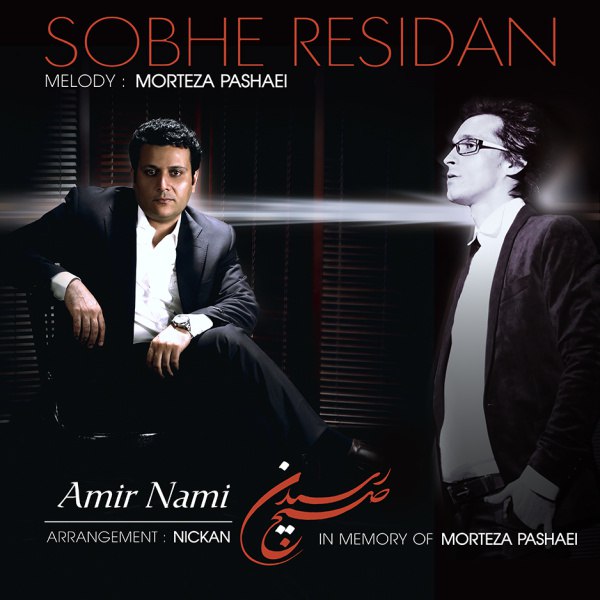 SOBHE RESIDAN
MELODY : MORTEZA PASHAEI
Amir Nami
صبح رسیدن
ARRANGEMENT : NICKAN
IN MEMORY OF MORTEZA PASHAEI